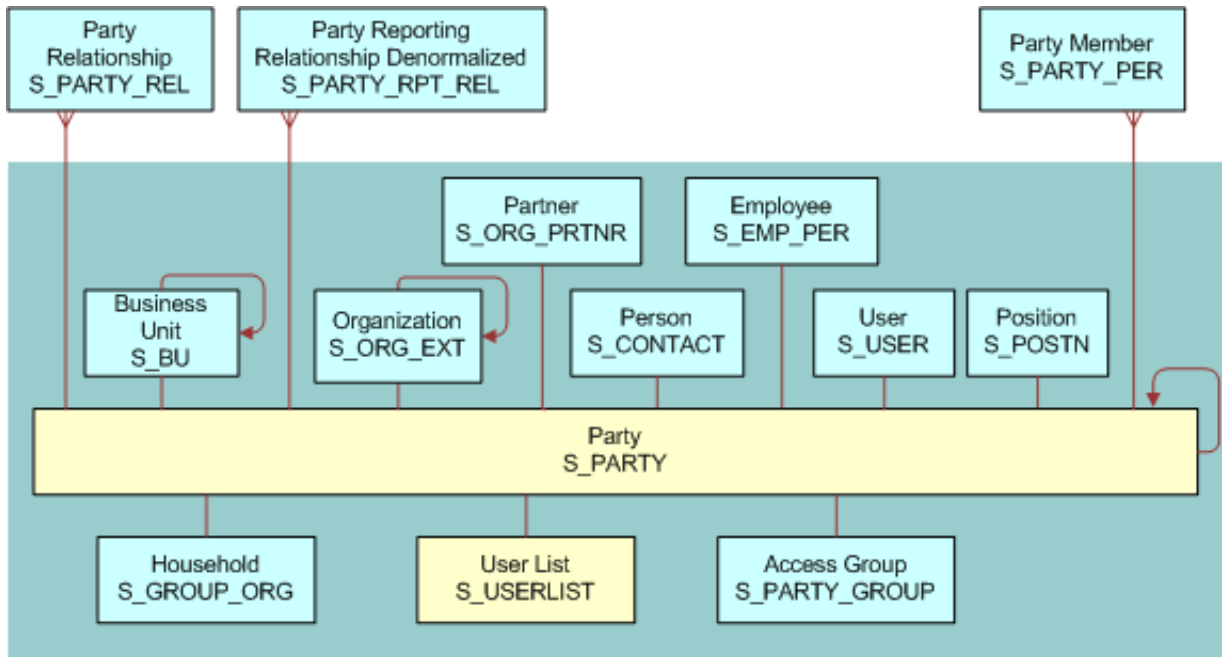 Party
Relationship
S_PARTY_REL
Party Reporting
Relationship Denormalized
S_PARTY_RPT_REL
Party Member
S_PARTY_PER
Partner
S_ORG_PRTNR
Employee
S_EMP_PER
Business
Unit
S_BU
Organization
S_ORG_EXT
Person
S_CONTACT
User
S_USER
Position
S_POSTN
Party
S_PARTY
Household
S_GROUP_ORG
User List
S_USERLIST
Access Group
S_PARTY_GROUP